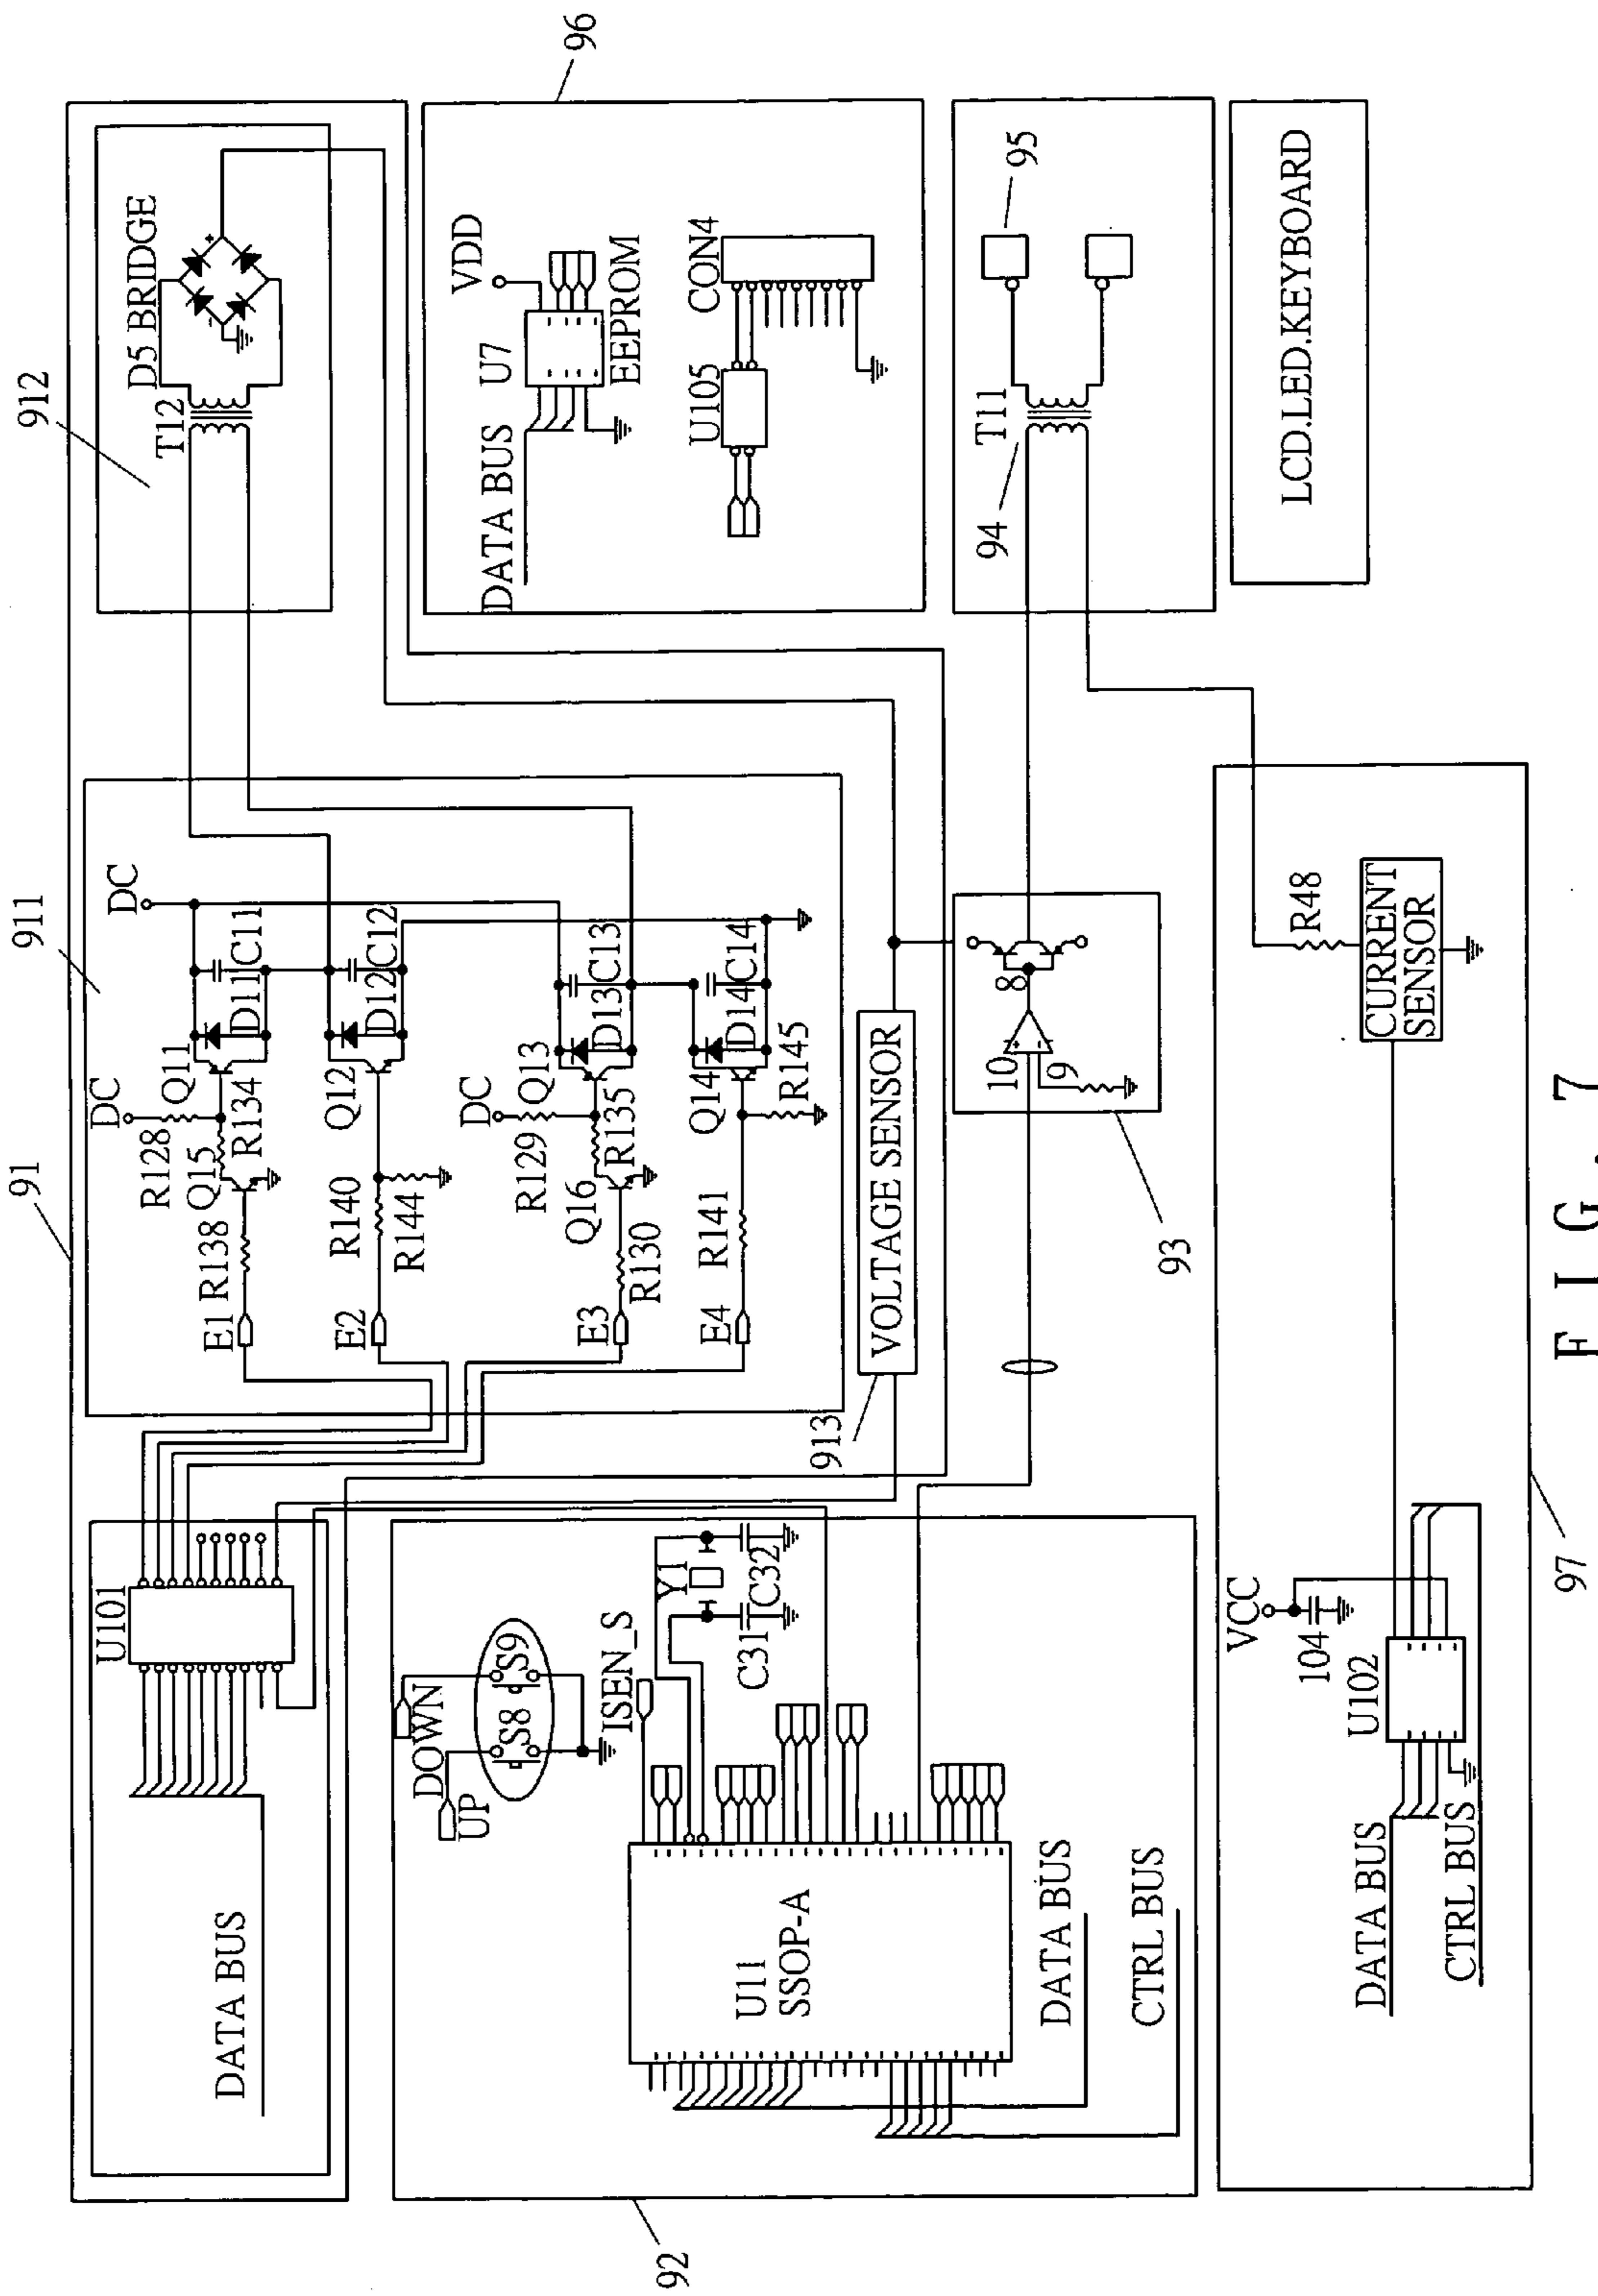 91
911
912
96
U101
DATA BUS
DC
DC
R128
Q15
R134
Q11
D11
C11
E1
R138
E2
R140
R144
Q12
D12
C12
DC
R129
Q16
R135
Q13
D13
C13
E3
R130
E4
R141
Q14
D14
C14
R145
T12
D5 BRIDGE
+
-
913
VOLTAGE SENSOR
DATA BUS
U7
VDD
EEPROM
U105
CON4
DOWN
UP
S8
S9
ISEN_S
Y1
C31
C32
U11
SSOP-A
DATA BUS
CTRL BUS
92
10
9
8
+
-
93
94
T11
95
LCD.LED.KEYBOARD
VCC
104
U102
DATA BUS
CTRL BUS
R48
CURRENT
SENSOR
97
F I G . 7